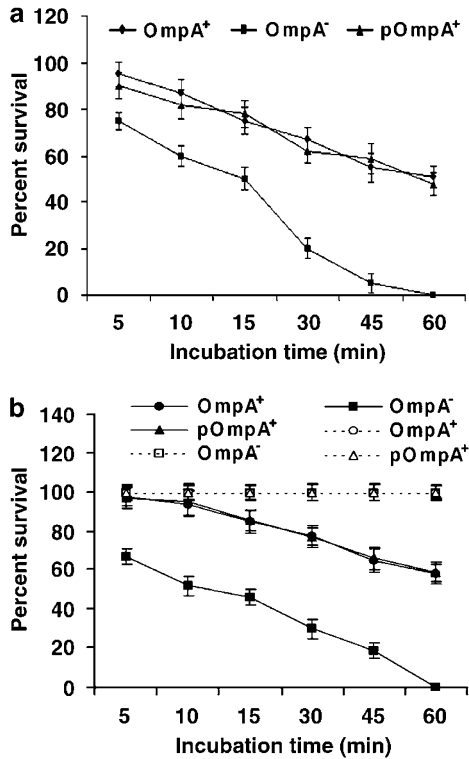 a
OmpA⁺ OmpA⁻ pOmpA⁺
120
100
80
60
40
20
0
Percent survival
5 10 15 30 45 60
Incubation time (min)
b
OmpA⁺ OmpA⁻
pOmpA⁺ OmpA⁺
OmpA⁻ pOmpA⁺
140
120
100
80
60
40
20
0
Percent survival
5 10 15 30 45 60
Incubation time (min)